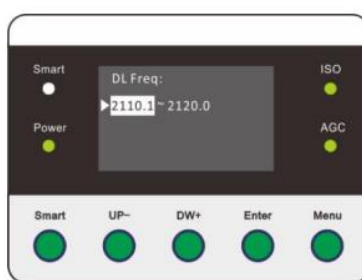 Smart
ISO
DL Freq:
▶2110.1 ~ 2120.0
Power
AGC
Smart UP- DW+ Enter Menu